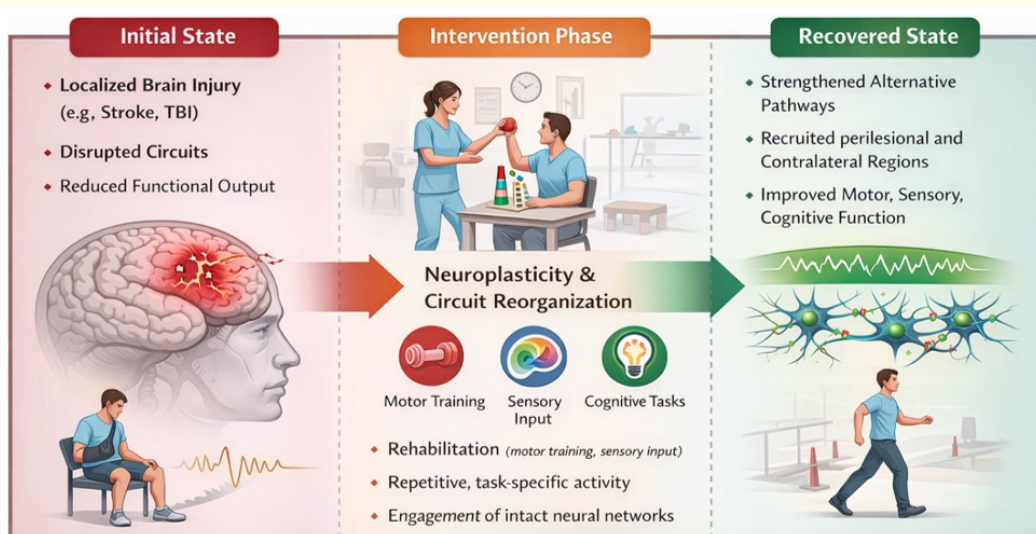 Initial State
Localized Brain Injury
(e.g, Stroke, TBI)
Disrupted Circuits
Reduced Functional Output
Intervention Phase
Neuroplasticity &
Circuit Reorganization
Motor Training
Sensory
Input
Cognitive Tasks
Rehabilitation (motor training, sensory input)
Repetitive, task-specific activity
Engagement of intact neural networks
Recovered State
Strengthened Alternative
Pathways
Recruited perilesional and
Contralateral Regions
Improved Motor, Sensory,
Cognitive Function